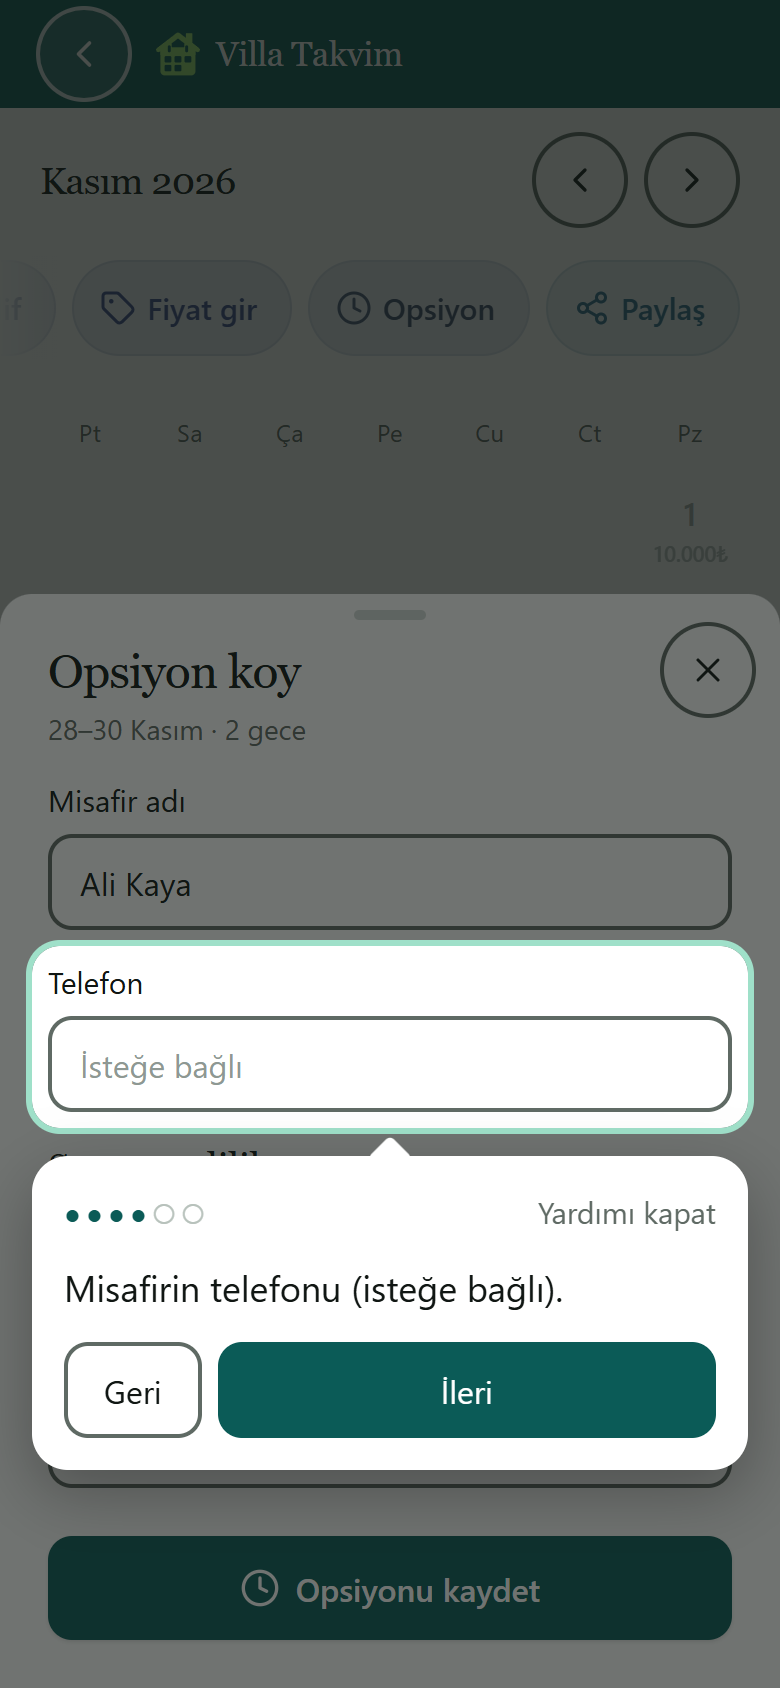 Villa Takvim
Kasım 2026
Fiyat gir
Opsiyon
Paylaş
Pt Sa Ça Pe Cu Ct Pz
1
10.000₺
Opsiyon koy
28–30 Kasım · 2 gece
Misafir adı
Ali Kaya
Telefon
İsteğe bağlı
Yardımı kapat
Misafirin telefonu (isteğe bağlı).
Geri
İleri
Opsiyonu kaydet